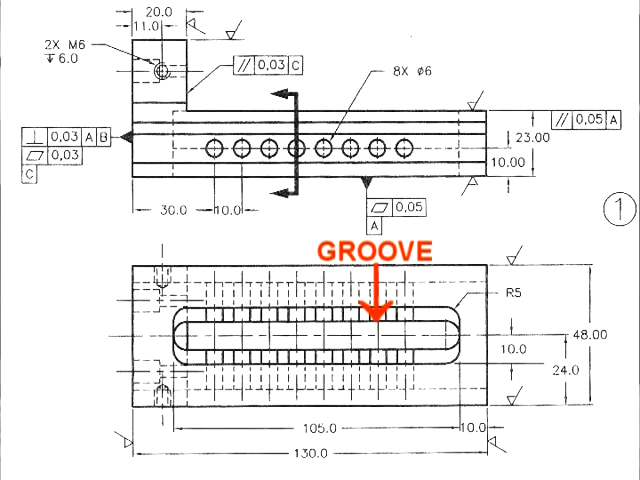 20.0
11.0
2X M6
↧ 6.0
// 0,03 C
8X ø6
// 0,05 A
⊥ 0,03 A B
▱ 0,03
C
23.00
10.00
30.0
10.0
▱ 0,05
A
1
GROOVE
R5
48.00
10.0
24.0
105.0
10.0
130.0